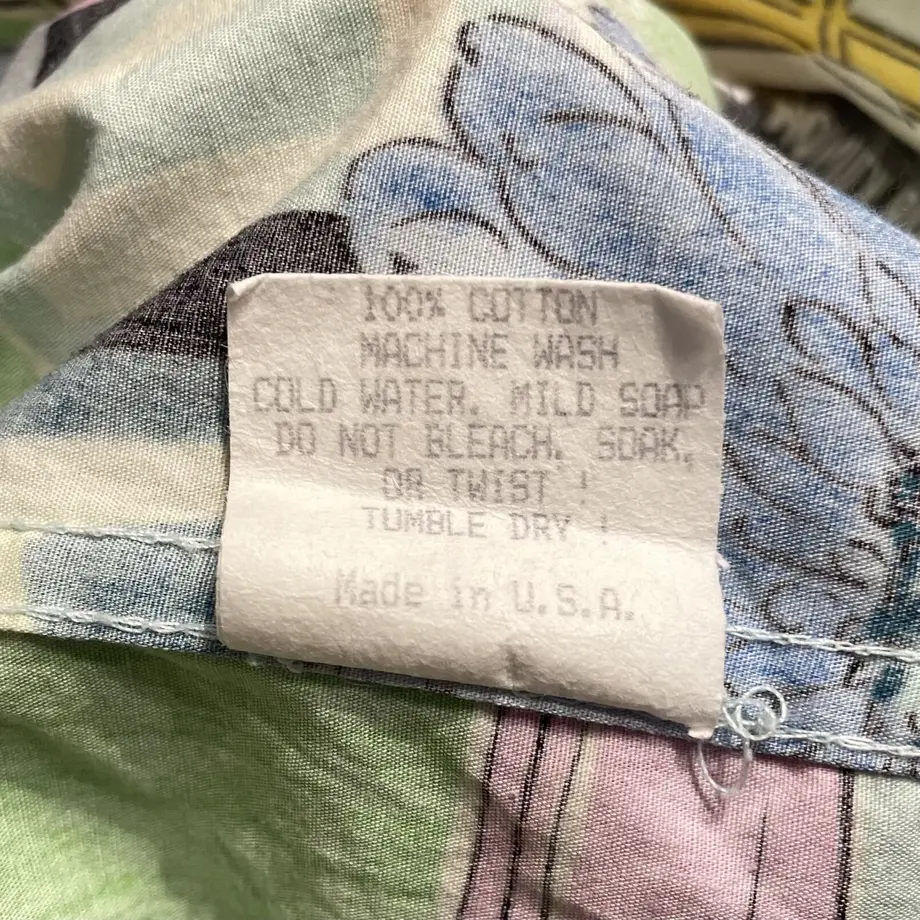 100% COTTON
MACHINE WASH
COLD WATER. MILD SOAP
DO NOT BLEACH. SOAK,
OR TWIST !
TUMBLE DRY !
Made in U.S.A.